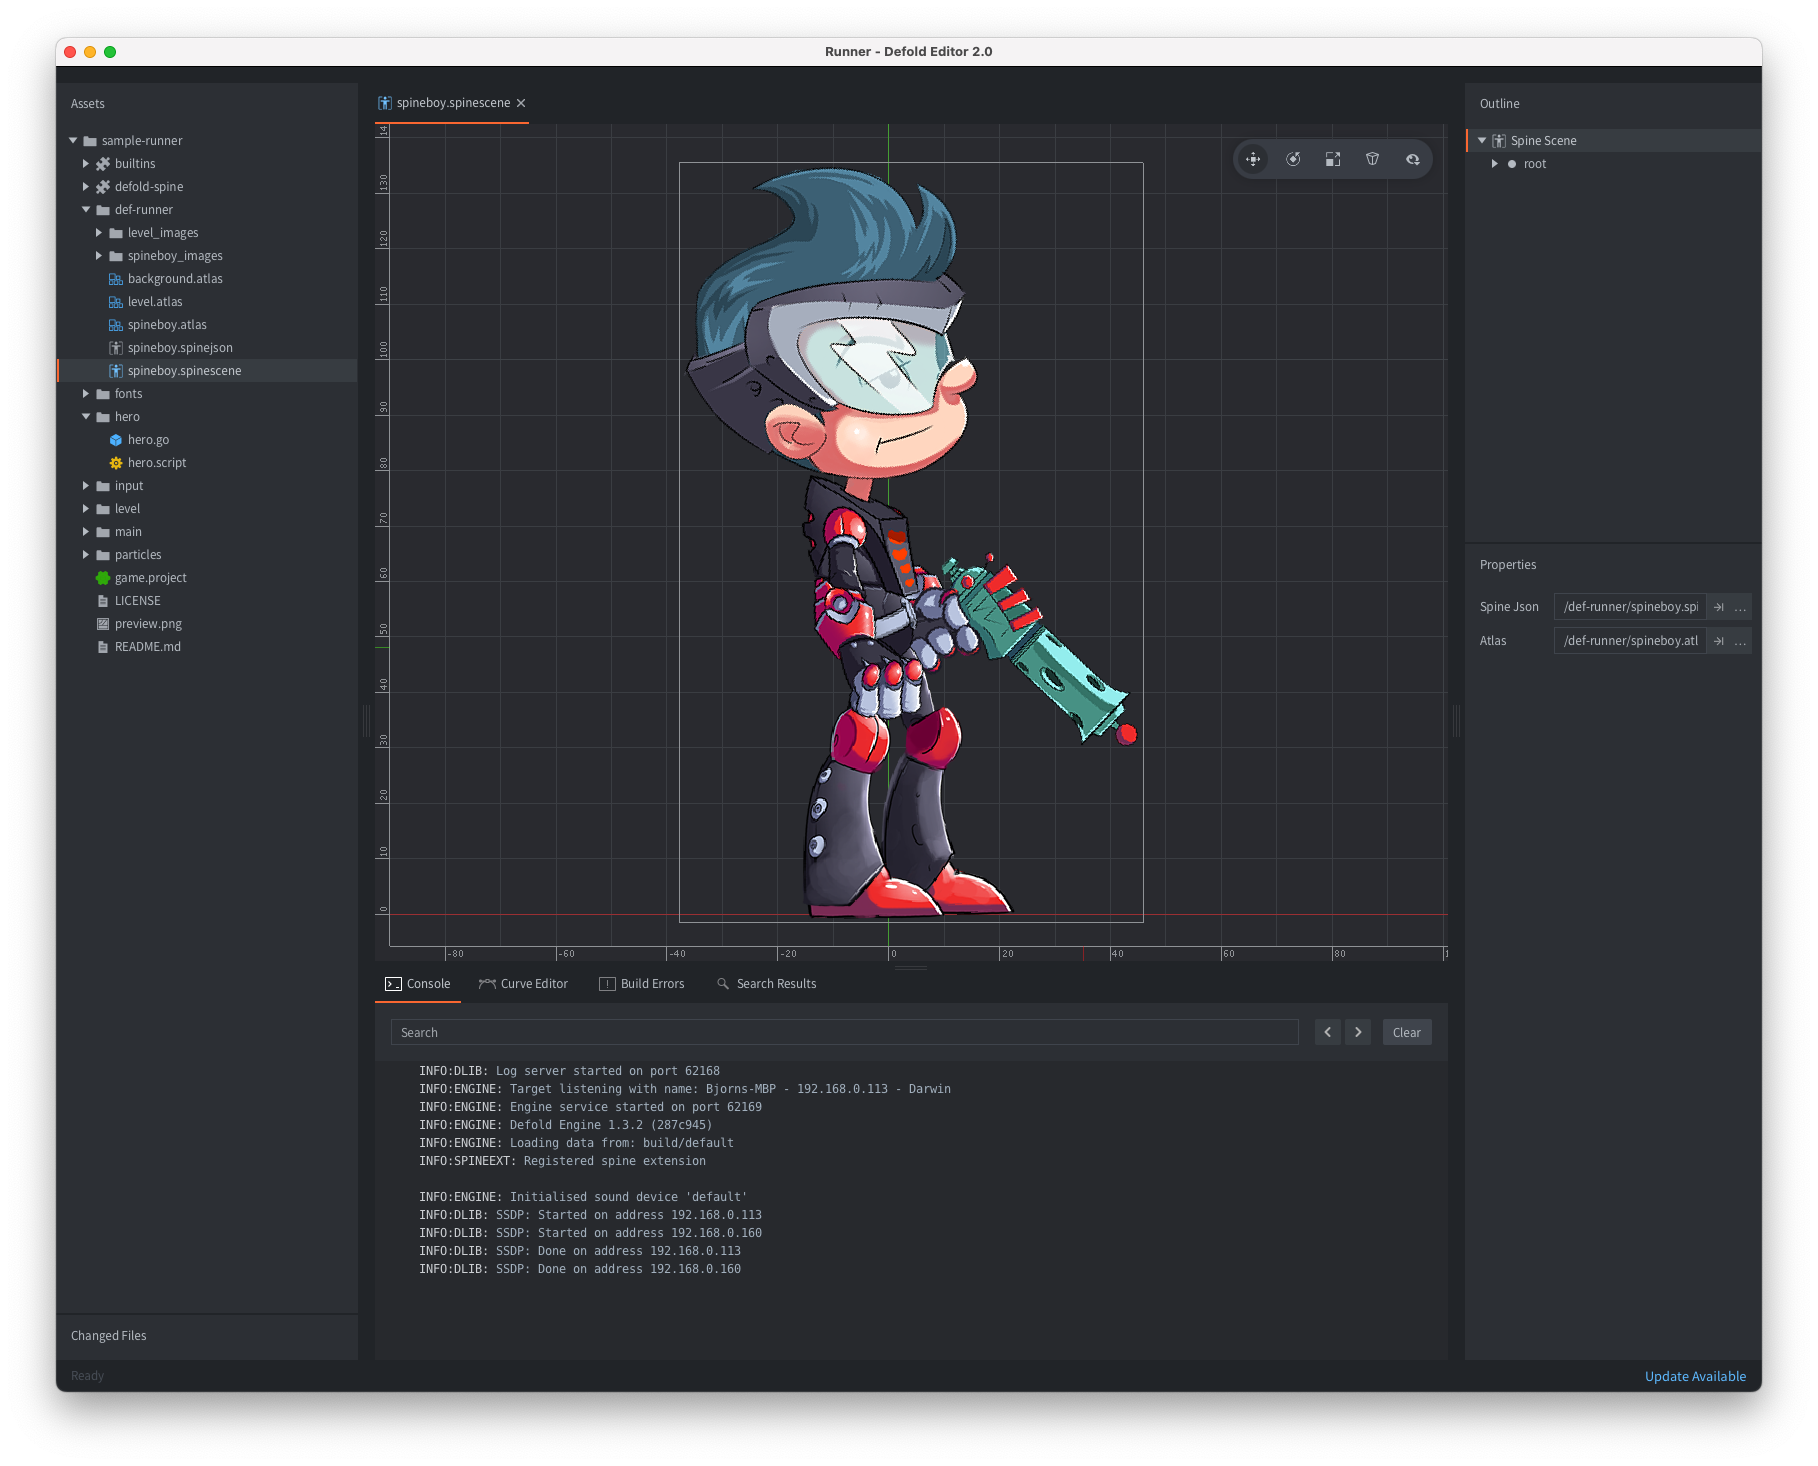 Runner - Defold Editor 2.0
Assets
sample-runner
builtins
defold-spine
def-runner
level_images
spineboy_images
background.atlas
level.atlas
spineboy.atlas
spineboy.spinejson
spineboy.spinescene
fonts
hero
hero.go
hero.script
input
level
main
particles
game.project
LICENSE
preview.png
README.md
Changed Files
Ready
spineboy.spinescene
14
130
120
110
100
90
80
70
60
50
40
30
20
10
0
-80 -60 -40 -20 0 20 40 60 80 1
Console Curve Editor Build Errors Search Results
Search Clear
INFO:DLIB: Log server started on port 62168
INFO:ENGINE: Target listening with name: Bjorns-MBP - 192.168.0.113 - Darwin
INFO:ENGINE: Engine service started on port 62169
INFO:ENGINE: Defold Engine 1.3.2 (287c945)
INFO:ENGINE: Loading data from: build/default
INFO:SPINEEXT: Registered spine extension
INFO:ENGINE: Initialised sound device 'default'
INFO:DLIB: SSDP: Started on address 192.168.0.113
INFO:DLIB: SSDP: Started on address 192.168.0.160
INFO:DLIB: SSDP: Done on address 192.168.0.113
INFO:DLIB: SSDP: Done on address 192.168.0.160
Outline
Spine Scene
root
Properties
Spine Json /def-runner/spineboy.spi ...
Atlas /def-runner/spineboy.atl ...
Update Available